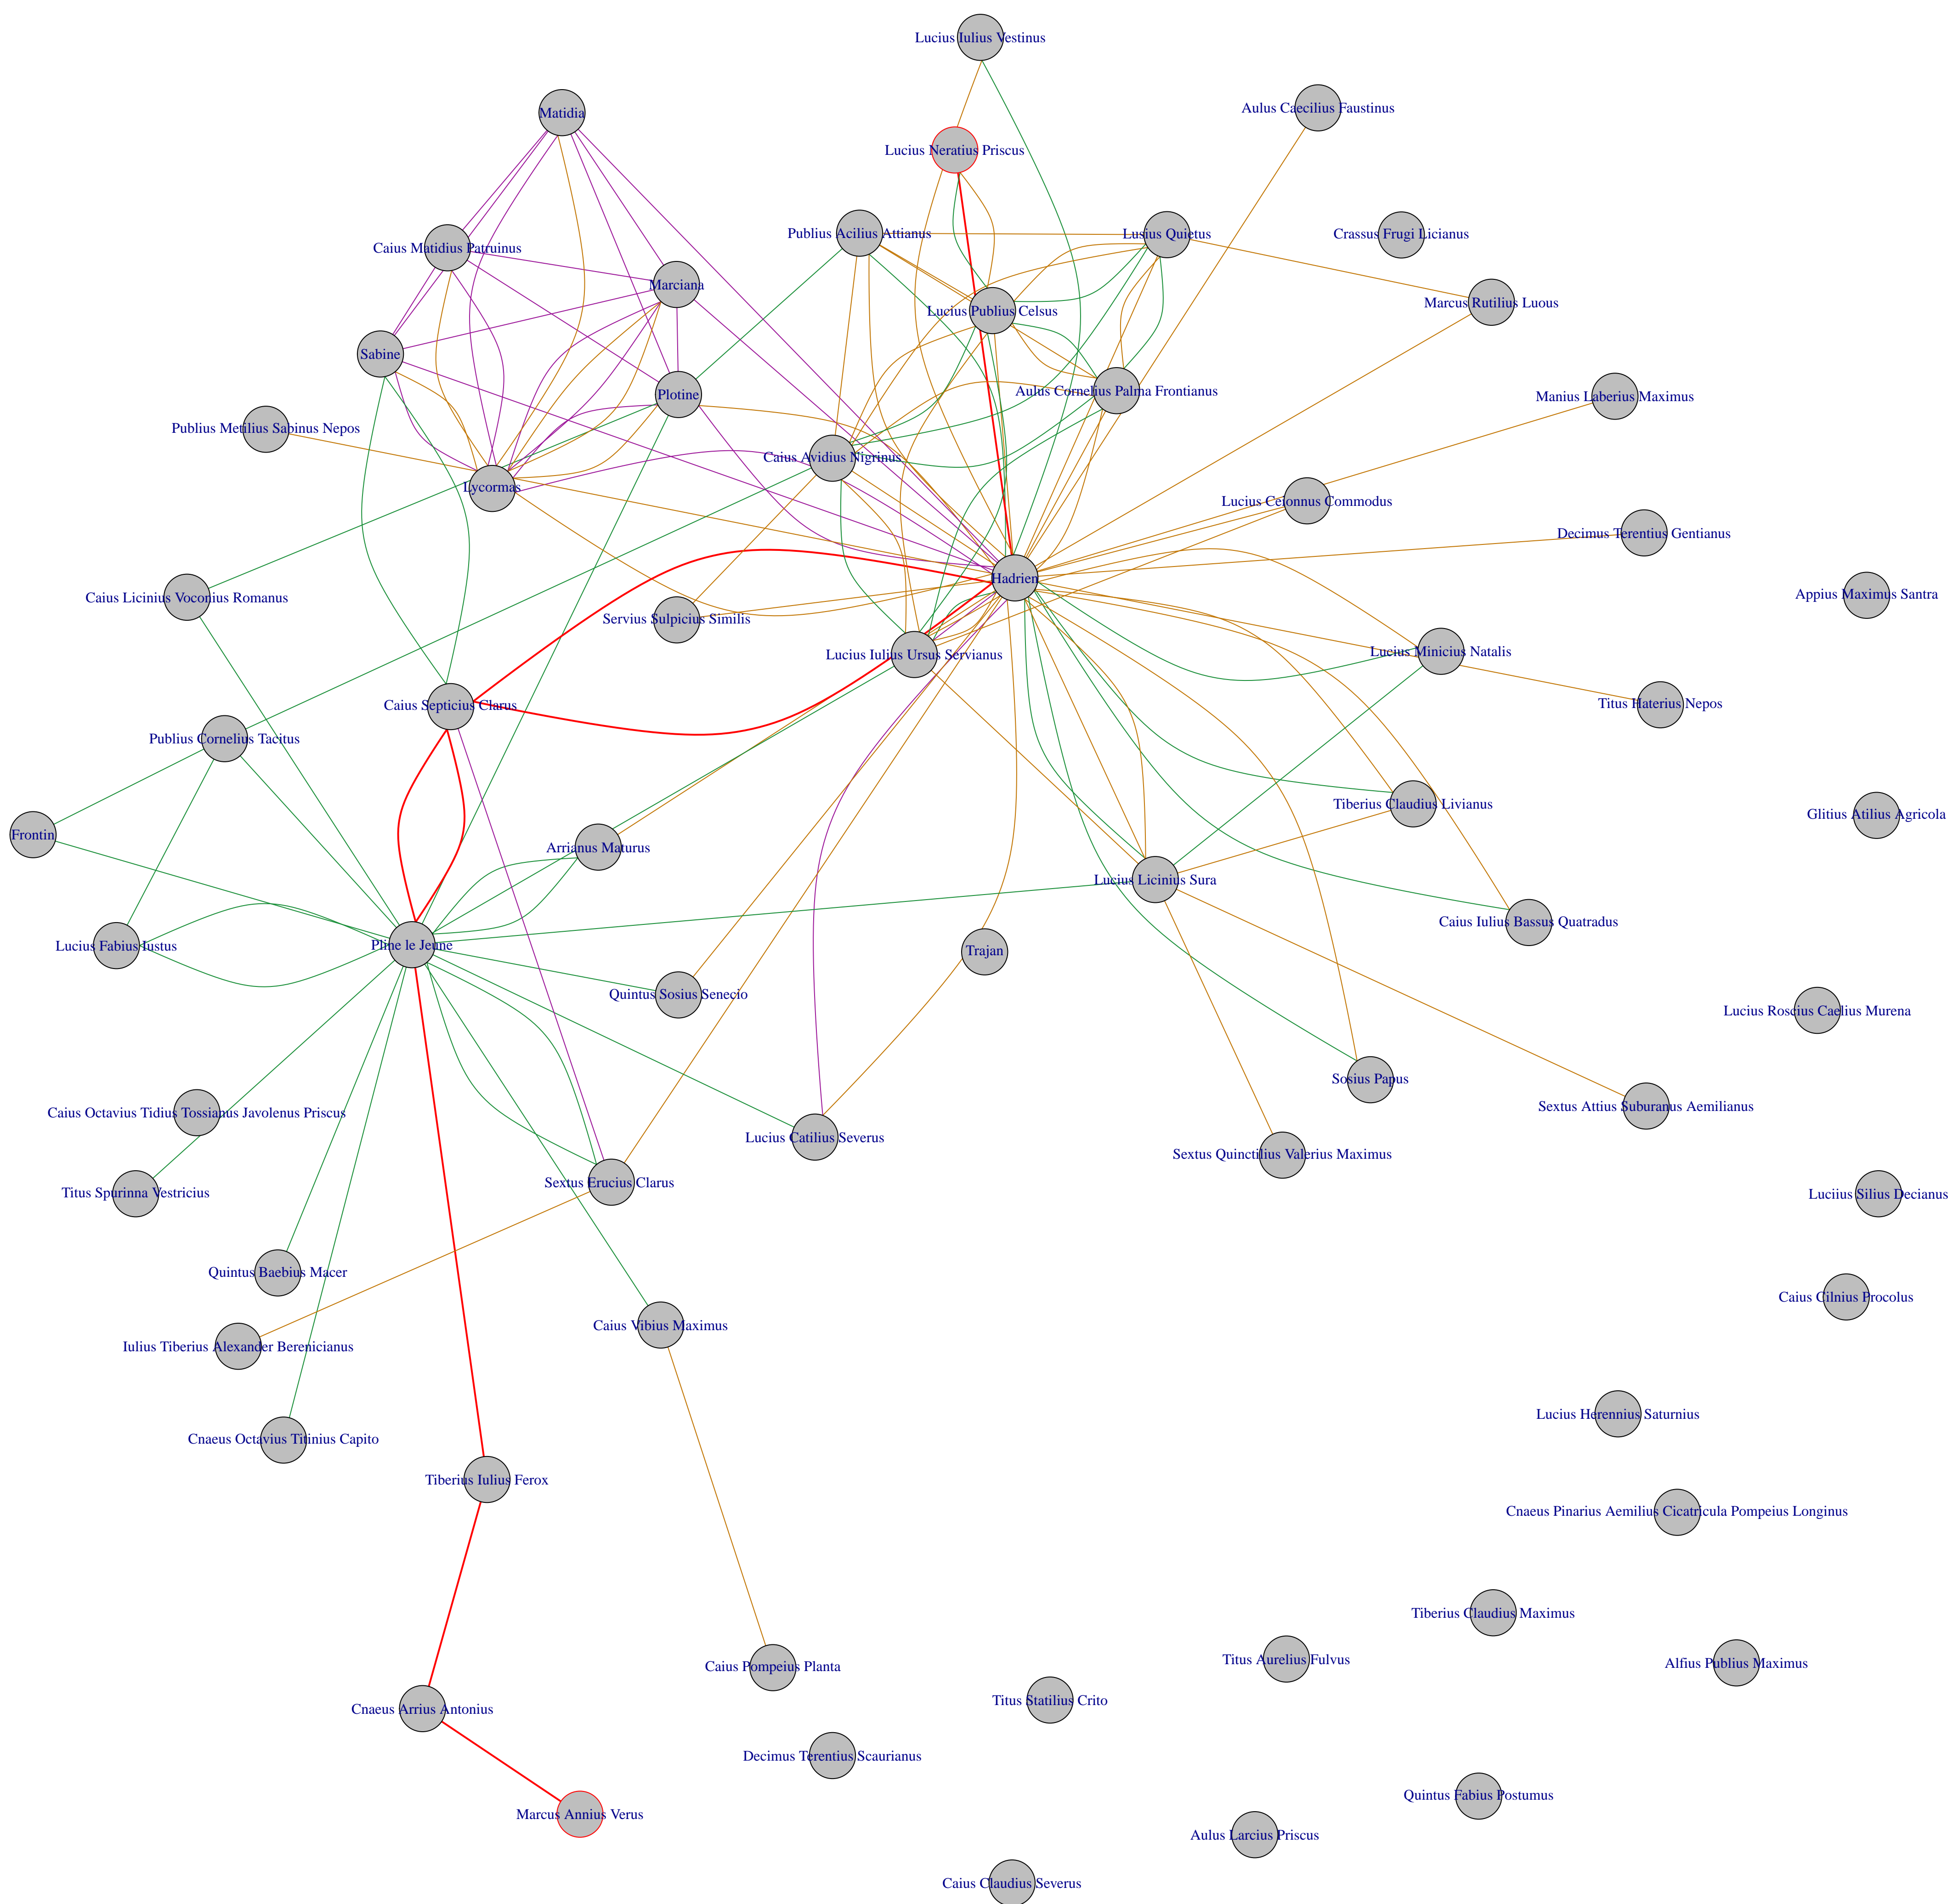 Lucius Iulius Vestinus
Aulus Caecilius Faustinus
Matidia
Lucius Neratius Priscus
Publius Acilius Attianus
Lusius Quietus
Crassus Frugi Licianus
Caius Matidius Patruinus
Marciana
Marcus Rutilius Luous
Lucius Publius Celsus
Sabine
Plotine
Aulus Cornelius Palma Frontianus
Manius Laberius Maximus
Publius Metilius Sabinus Nepos
Caius Avidius Nigrinus
Lycormas
Lucius Ceionnus Commodus
Decimus Terentius Gentianus
Hadrien
Caius Licinius Voconius Romanus
Appius Maximus Santra
Servius Sulpicius Similis
Lucius Iulius Ursus Servianus
Lucius Minicius Natalis
Caius Septicius Clarus
Titus Haterius Nepos
Publius Cornelius Tacitus
Tiberius Claudius Livianus
Glitius Atilius Agricola
Frontin
Arrianus Maturus
Lucius Licinius Sura
Caius Iulius Bassus Quatradus
Lucius Fabius Iustus
Pline le Jeune
Trajan
Quintus Sosius Senecio
Lucius Roscius Caelius Murena
Sosius Papus
Caius Octavius Tidius Tossianus Javolenus Priscus
Sextus Attius Suburanus Aemilianus
Lucius Catilius Severus
Sextus Quinctilius Valerius Maximus
Sextus Erucius Clarus
Titus Spurinna Vestricius
Luciius Silius Decianus
Quintus Baebius Macer
Caius Cilnius Procolus
Caius Vibius Maximus
Iulius Tiberius Alexander Berenicianus
Lucius Herennius Saturnius
Cnaeus Octavius Titinius Capito
Tiberius Iulius Ferox
Cnaeus Pinarius Aemilius Cicatricula Pompeius Longinus
Tiberius Claudius Maximus
Titus Aurelius Fulvus
Alfius Publius Maximus
Caius Pompeius Planta
Titus Statilius Crito
Cnaeus Arrius Antonius
Decimus Terentius Scaurianus
Quintus Fabius Postumus
Marcus Annius Verus
Aulus Larcius Priscus
Caius Claudius Severus